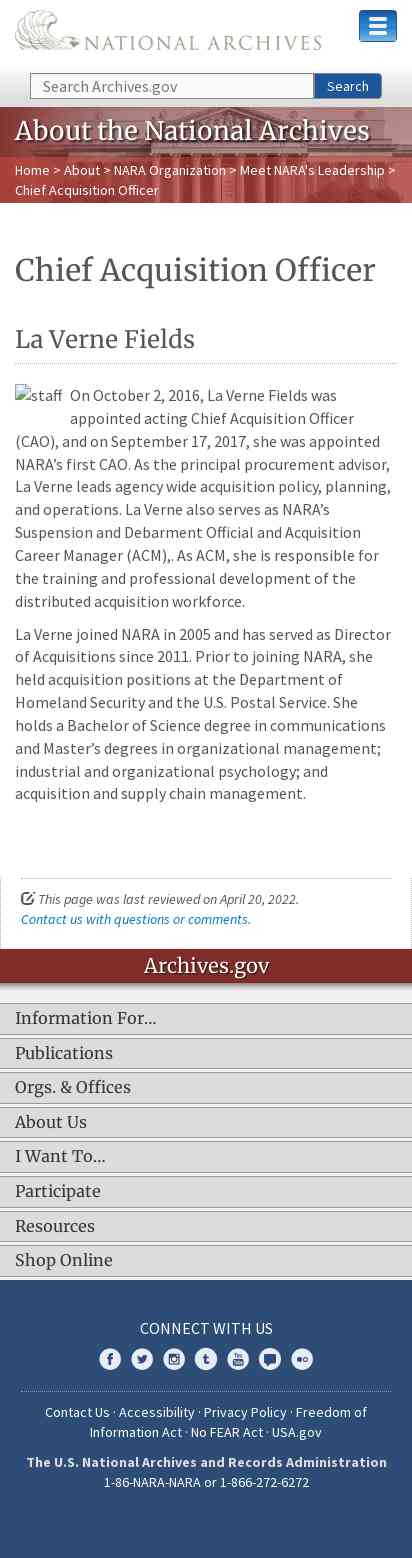 NATIONAL ARCHIVES
Search Archives.gov
Search
About the National Archives
Home > About > NARA Organization > Meet NARA's Leadership >
Chief Acquisition Officer
Chief Acquisition Officer
La Verne Fields
staff On October 2, 2016, La Verne Fields was
appointed acting Chief Acquisition Officer
(CAO), and on September 17, 2017, she was appointed
NARA’s first CAO. As the principal procurement advisor,
La Verne leads agency wide acquisition policy, planning,
and operations. La Verne also serves as NARA’s
Suspension and Debarment Official and Acquisition
Career Manager (ACM),. As ACM, she is responsible for
the training and professional development of the
distributed acquisition workforce.
La Verne joined NARA in 2005 and has served as Director
of Acquisitions since 2011. Prior to joining NARA, she
held acquisition positions at the Department of
Homeland Security and the U.S. Postal Service. She
holds a Bachelor of Science degree in communications
and Master’s degrees in organizational management;
industrial and organizational psychology; and
acquisition and supply chain management.
This page was last reviewed on April 20, 2022.
Contact us with questions or comments.
Archives.gov
Information For…
Publications
Orgs. & Offices
About Us
I Want To…
Participate
Resources
Shop Online
CONNECT WITH US
Contact Us · Accessibility · Privacy Policy · Freedom of
Information Act · No FEAR Act · USA.gov
The U.S. National Archives and Records Administration
1-86-NARA-NARA or 1-866-272-6272